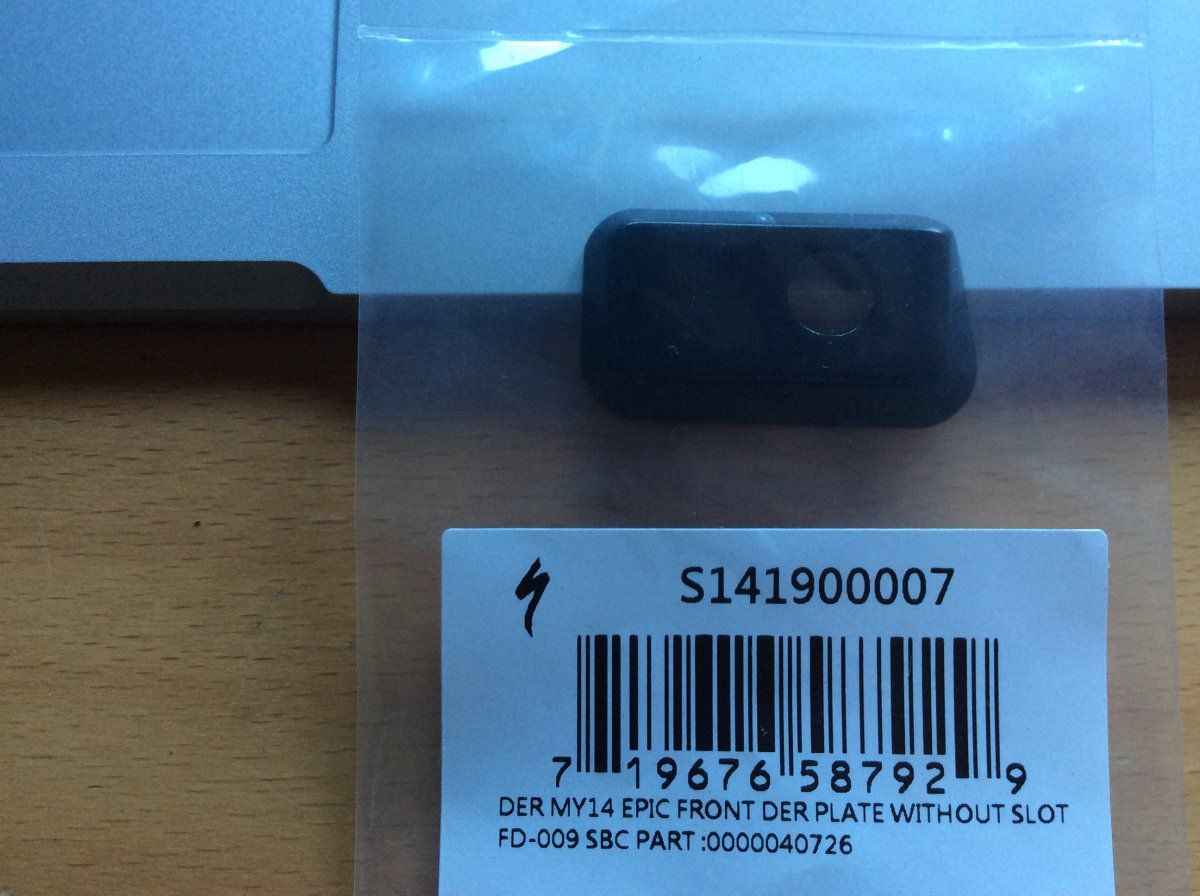 S141900007
7 19676 58792 9
DER MY14 EPIC FRONT DER PLATE WITHOUT SLOT
FD-009 SBC PART :0000040726